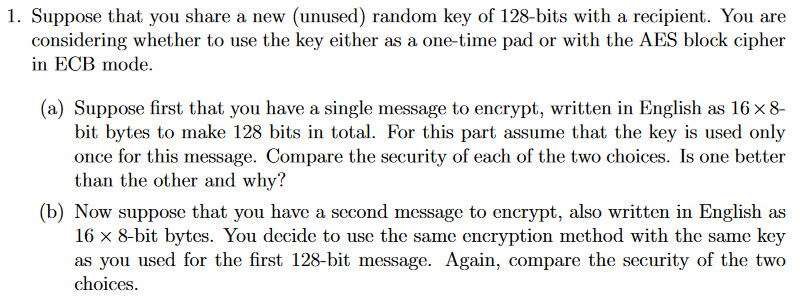 1. Suppose that you share a new (unused) random key of 128-bits with a recipient. You are
considering whether to use the key either as a one-time pad or with the AES block cipher
in ECB mode.
(a) Suppose first that you have a single message to encrypt, written in English as 16 × 8-
bit bytes to make 128 bits in total. For this part assume that the key is used only
once for this message. Compare the security of each of the two choices. Is one better
than the other and why?
(b) Now suppose that you have a second message to encrypt, also written in English as
16 × 8-bit bytes. You decide to use the same encryption method with the same key
as you used for the first 128-bit message. Again, compare the security of the two
choices.